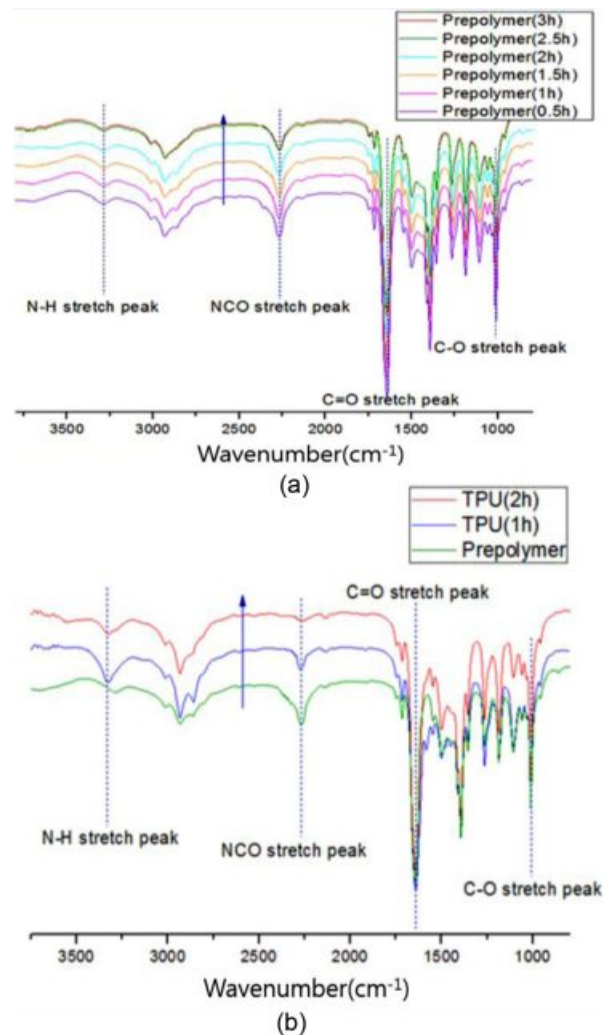 Prepolymer(3h)
Prepolymer(2.5h)
Prepolymer(2h)
Prepolymer(1.5h)
Prepolymer(1h)
Prepolymer(0.5h)
N-H stretch peak
NCO stretch peak
C-O stretch peak
C=O stretch peak
3500 3000 2500 2000 1500 1000
Wavenumber(cm⁻¹)
(a)
TPU(2h)
TPU(1h)
Prepolymer
C=O stretch peak
N-H stretch peak
NCO stretch peak
C-O stretch peak
3500 3000 2500 2000 1500 1000
Wavenumber(cm⁻¹)
(b)